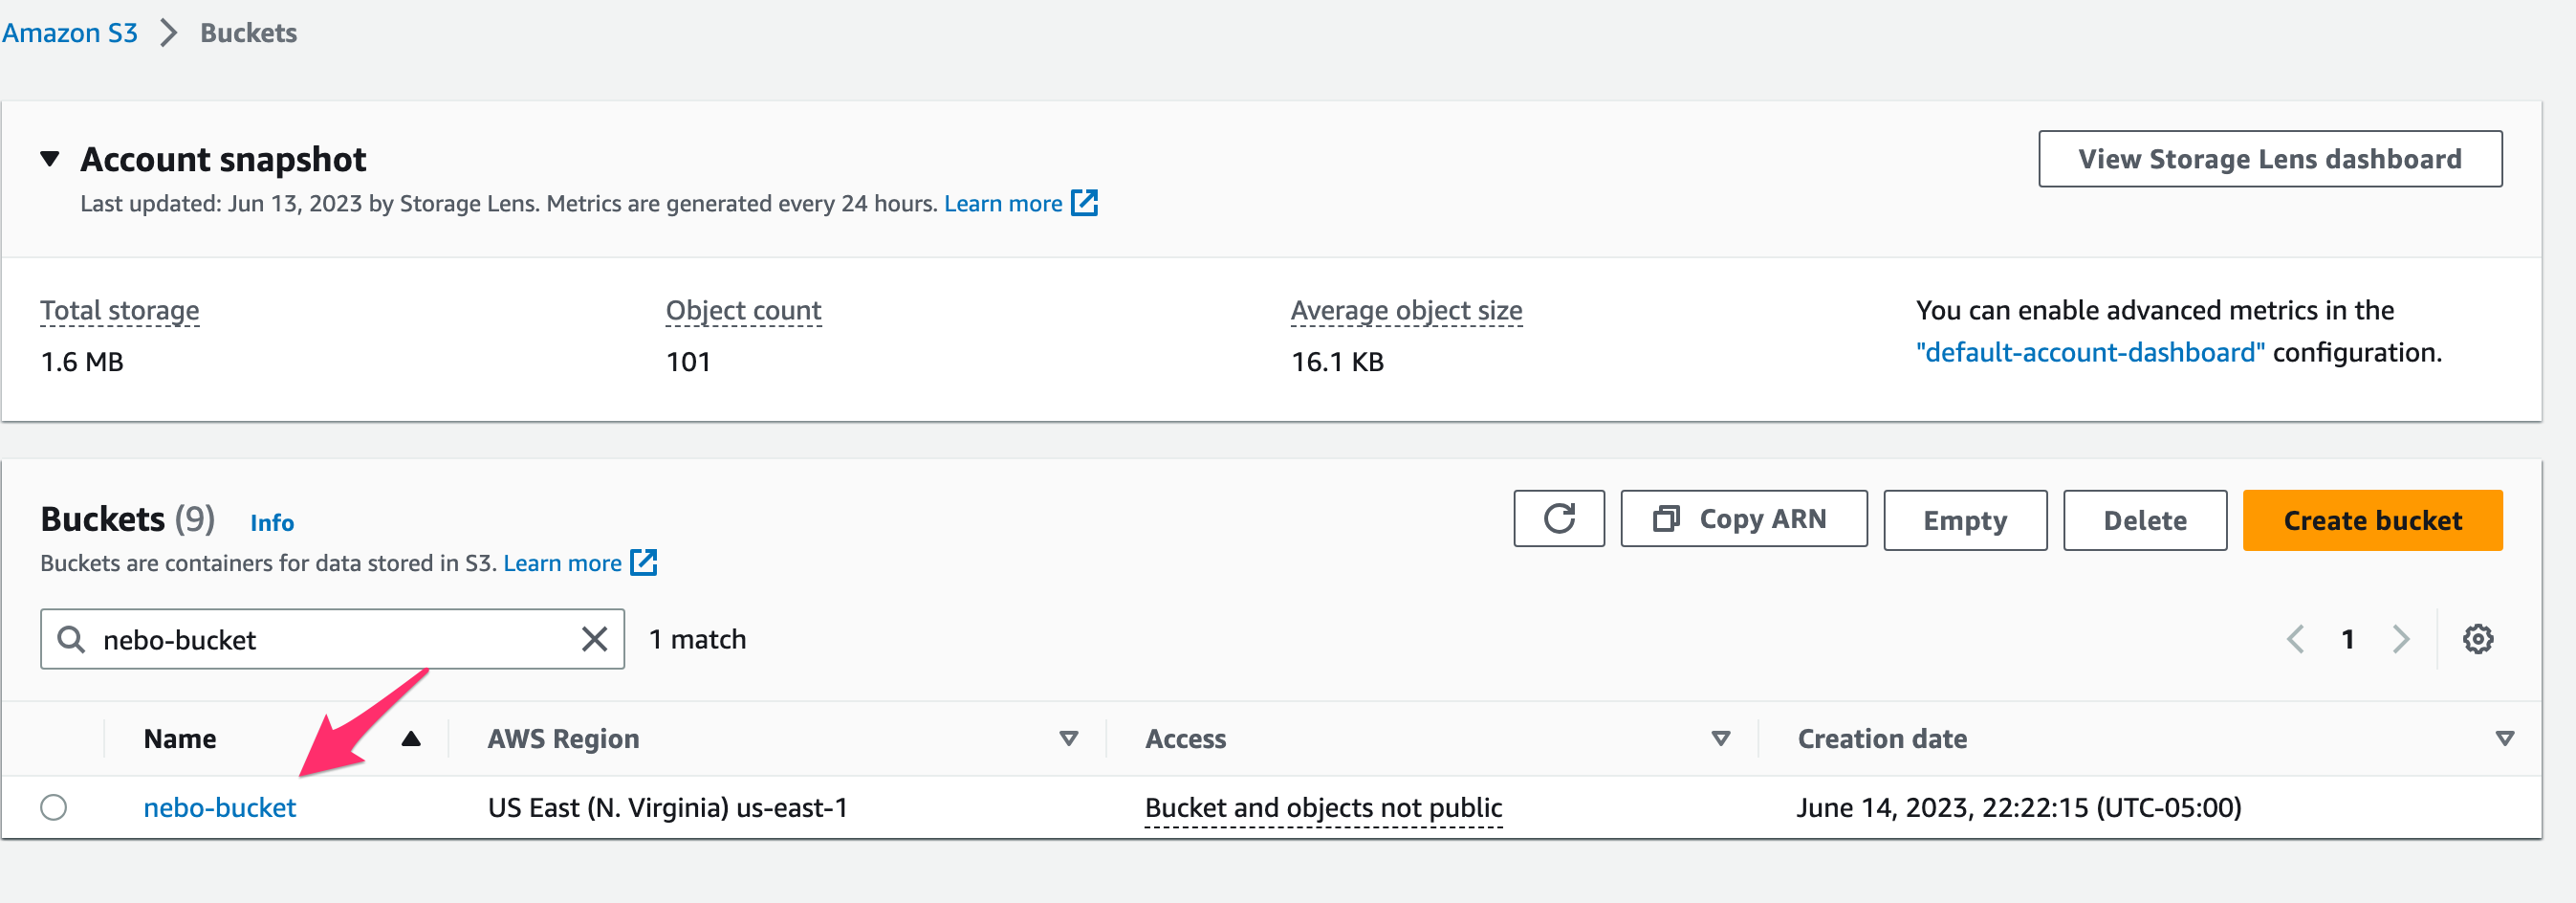 Amazon S3 > Buckets
Account snapshot
View Storage Lens dashboard
Last updated: Jun 13, 2023 by Storage Lens. Metrics are generated every 24 hours. Learn more
Total storage
Object count
Average object size
You can enable advanced metrics in the
1.6 MB
101
16.1 KB
"default-account-dashboard" configuration.
Buckets (9) Info
Copy ARN
Empty
Delete
Create bucket
Buckets are containers for data stored in S3. Learn more
nebo-bucket
1 match
1
Name
AWS Region
Access
Creation date
nebo-bucket
US East (N. Virginia) us-east-1
Bucket and objects not public
June 14, 2023, 22:22:15 (UTC-05:00)